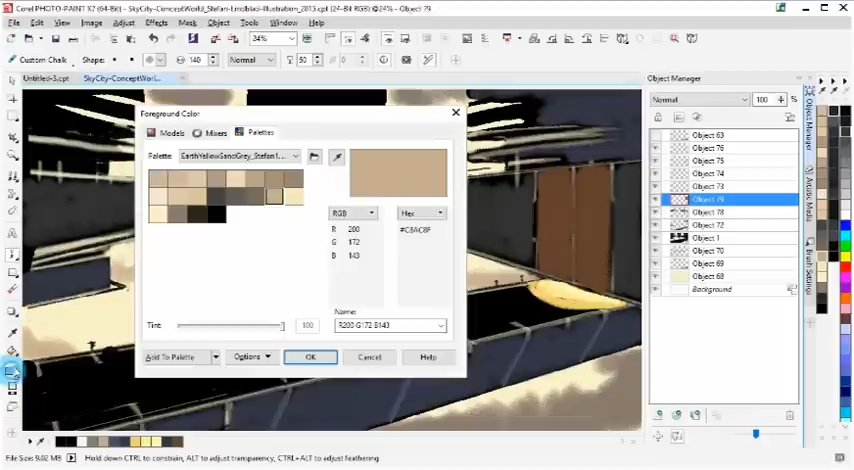 Corel PHOTO-PAINT X2 (64-Bit) - SkyCity-ConceptWorld_Stefan-Lindblad-Illustration_2015.cpt (24-Bit RGB) @24% - Object 79
File Edit View Image Adjust Effects Mask Object Tools Window Help
24%
Custom Chalk Shape: 140 Normal 50 0
Untitled-3.cpt SkyCity-ConceptWorl...
Object Manager
Normal 100 %
Object 63
Object 76
Object 75
Object 74
Object 73
Object 79
Object 78
Object 72
Object 1
Object 70
Object 69
Object 68
Background
Object Manager
Artistic Media
Brush Settings
Foreground Color
Models Mixers Palettes
Palette: EarthYellowSandGrey_Stefan1...
RGB Hex
R 200 #C8AC8F
G 172
B 143
Name:
Tint: 100 R200 G172 B143
Add To Palette Options OK Cancel Help
File Size: 9.02 MB Hold down CTRL to constrain, ALT to adjust transparency, CTRL+ALT to adjust feathering